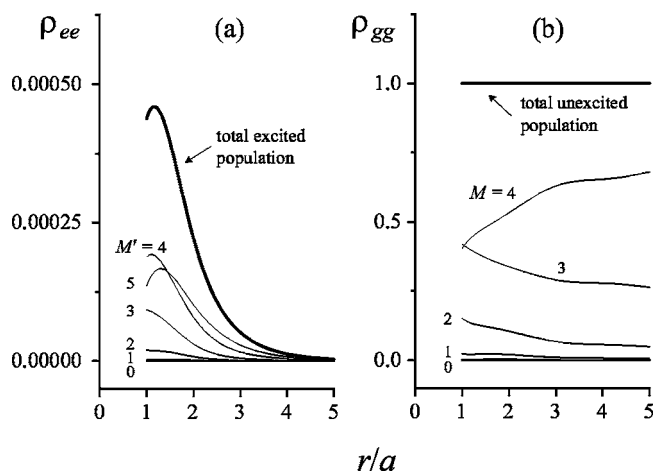 ρee (a)
0.00050
0.00025
0.00000
total excited
population
M' = 4
5
3
2
1
0
0 1 2 3 4 5
ρgg (b)
1.0
0.5
0.0
total unexcited
population
M = 4
3
2
1
0
0 1 2 3 4 5
r/a